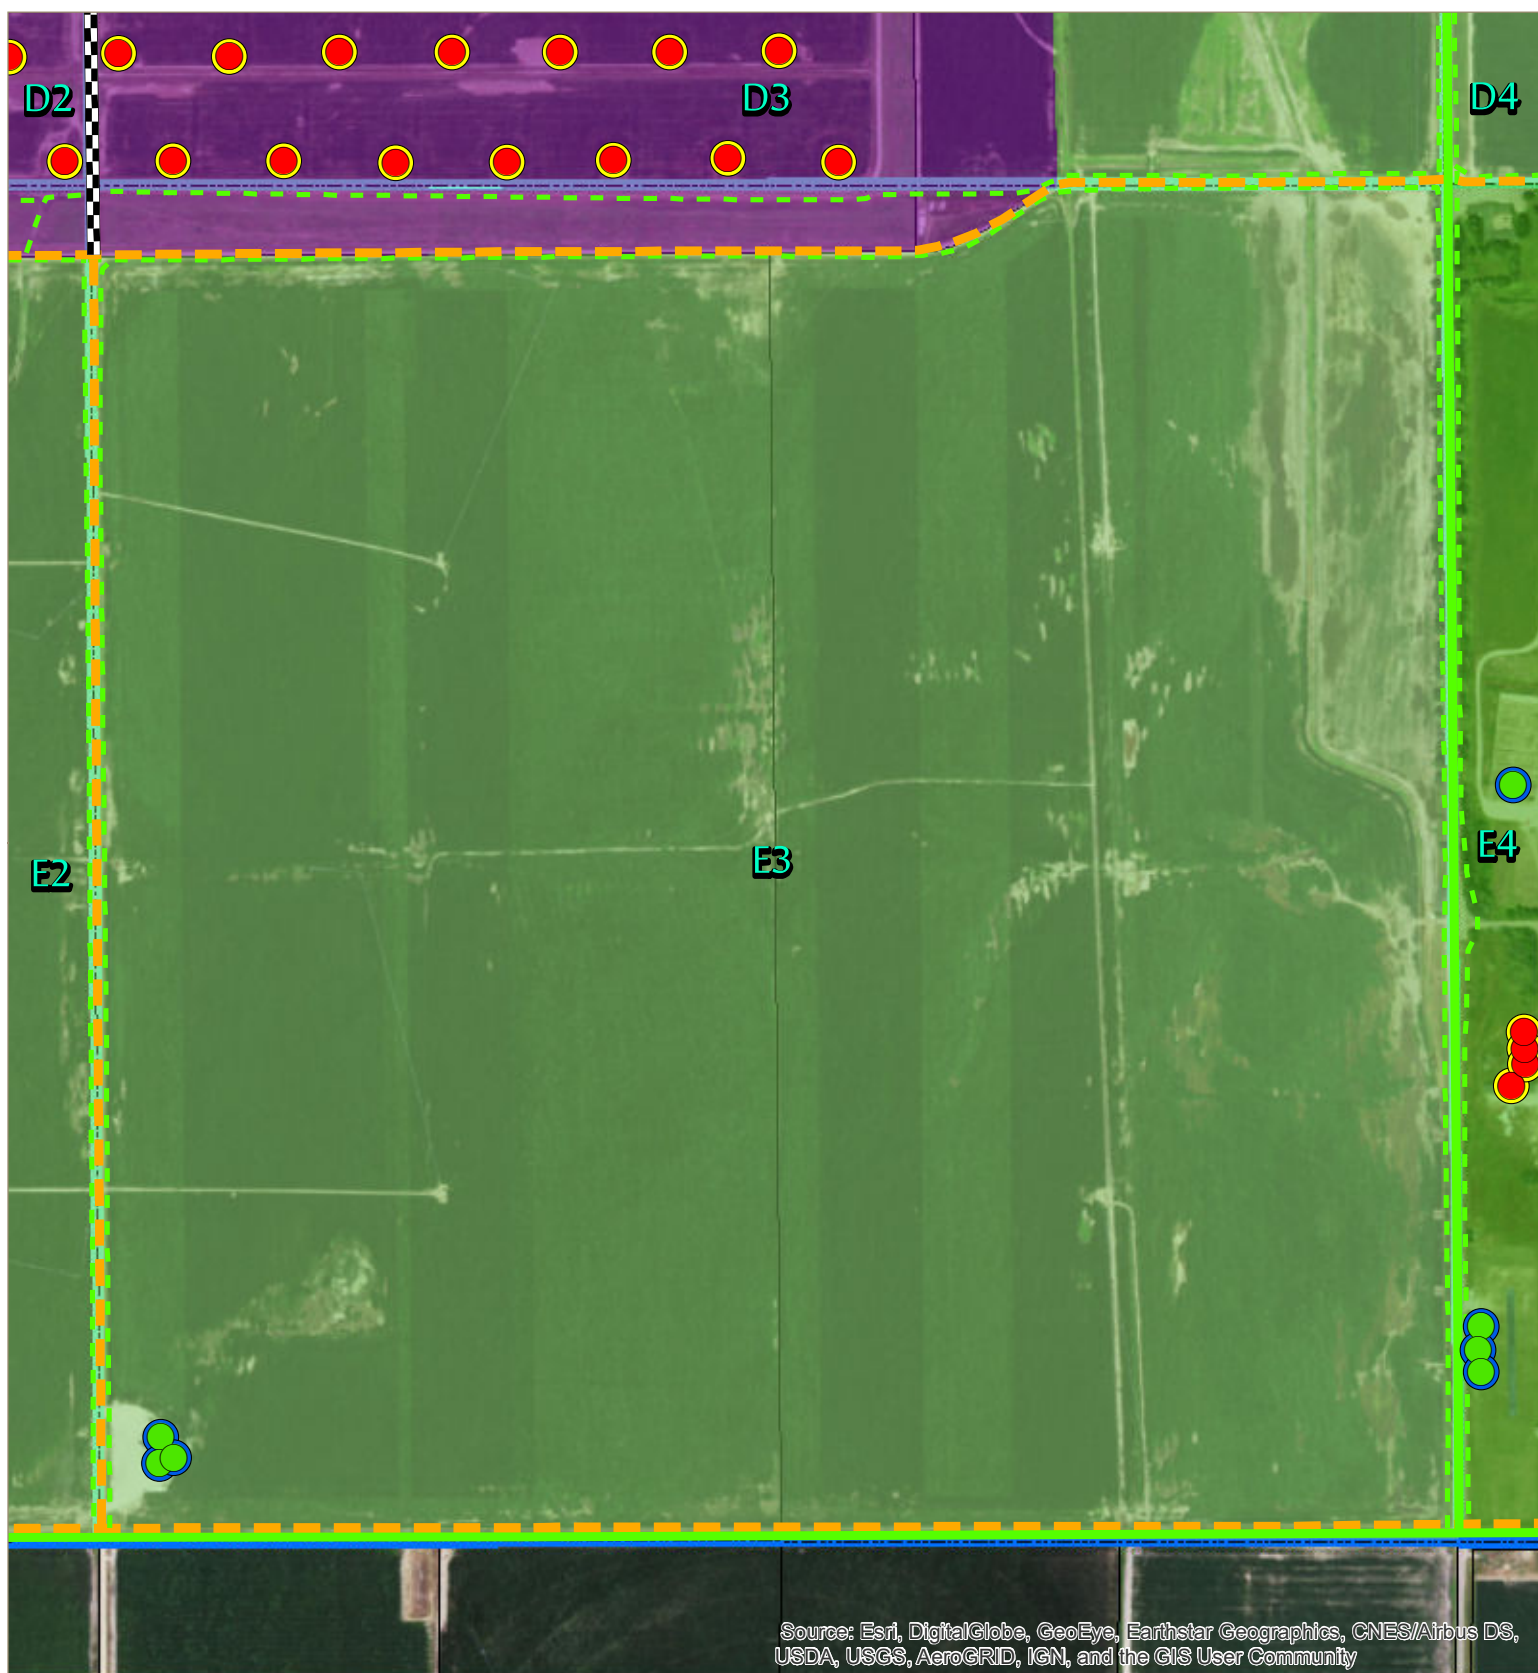 D2
D3
D4
E2
E3
E4
Source: Esri, DigitalGlobe, GeoEye, Earthstar Geographics, CNES/Airbus DS,
USDA, USGS, AeroGRID, IGN, and the GIS User Community